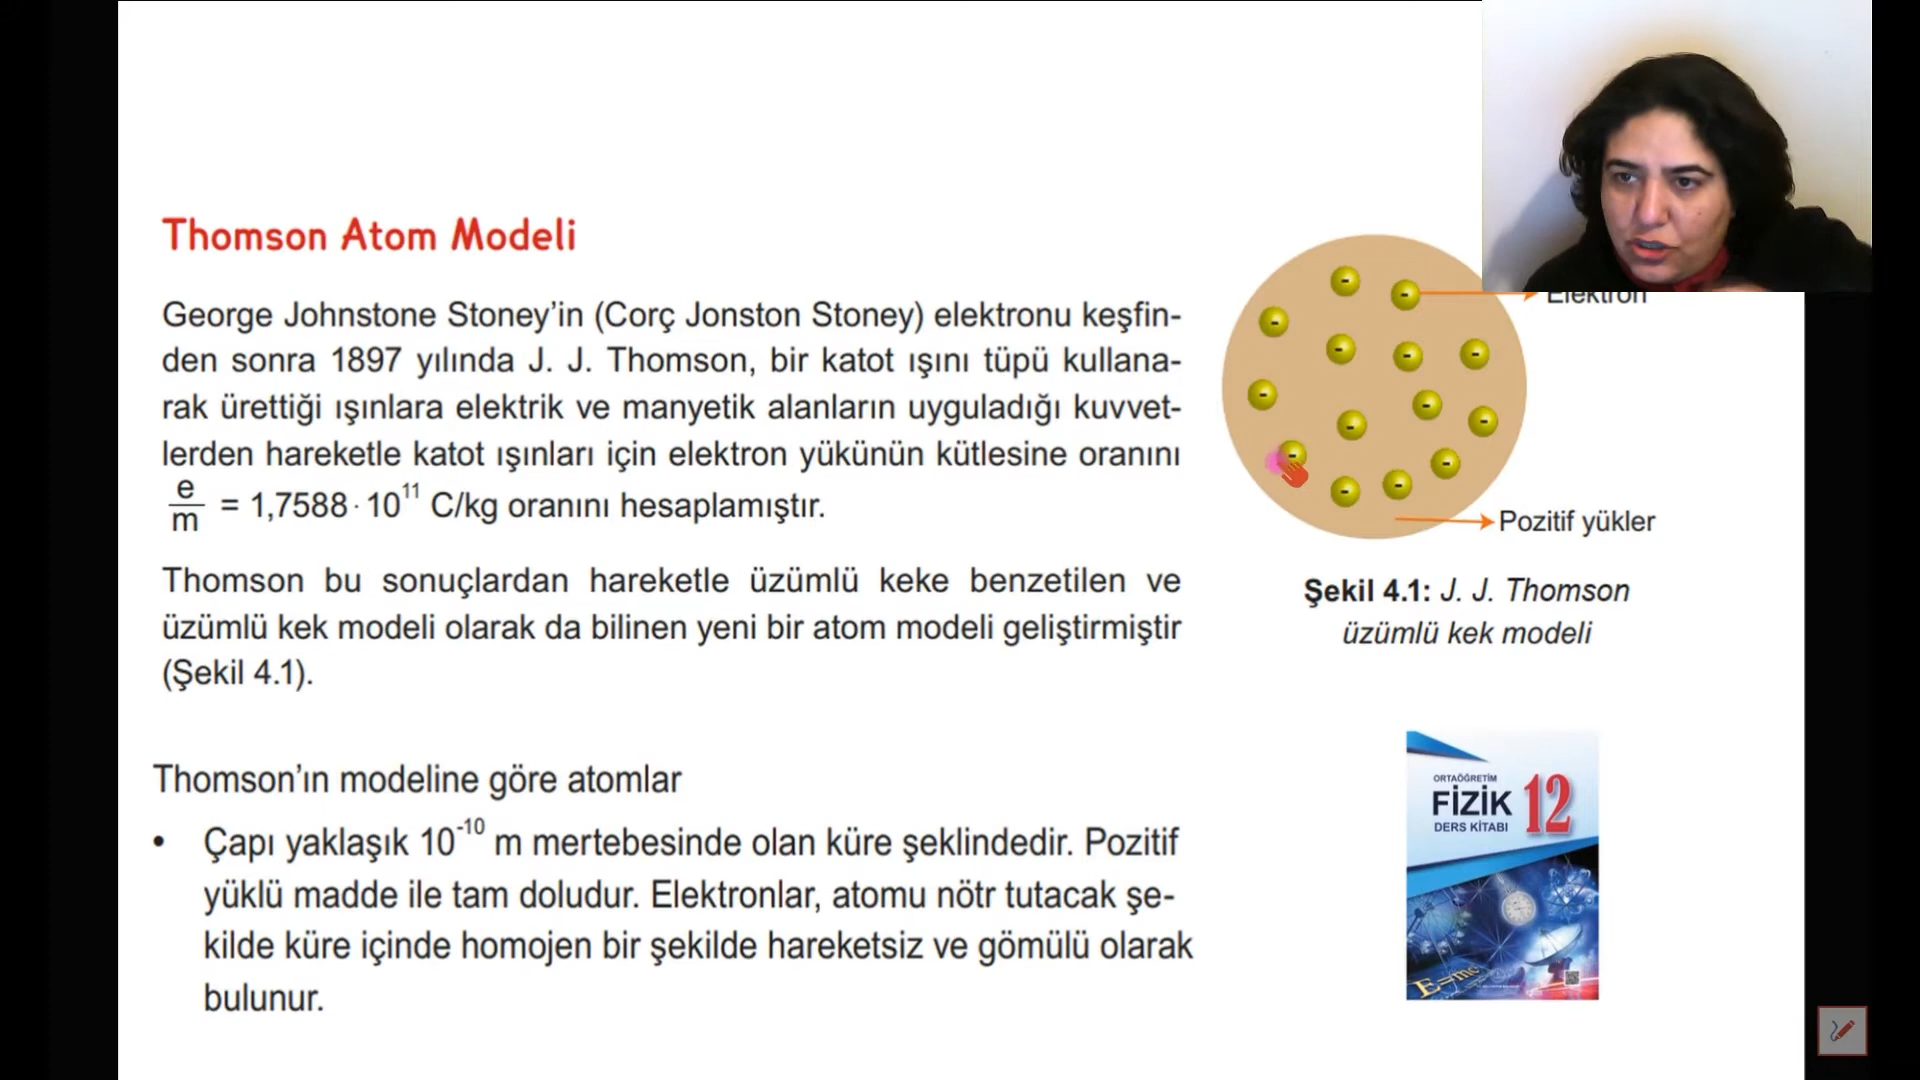 Thomson Atom Modeli
George Johnstone Stoney’in (Corç Jonston Stoney) elektronu keşfin-
den sonra 1897 yılında J. J. Thomson, bir katot ışını tüpü kullana-
rak ürettiği ışınlara elektrik ve manyetik alanların uyguladığı kuvvet-
lerden hareketle katot ışınları için elektron yükünün kütlesine oranını
e/m = 1,7588·10¹¹ C/kg oranını hesaplamıştır.
Thomson bu sonuçlardan hareketle üzümlü keke benzetilen ve
üzümlü kek modeli olarak da bilinen yeni bir atom modeli geliştirmiştir
(Şekil 4.1).
Elektron
Pozitif yükler
Şekil 4.1: J. J. Thomson
üzümlü kek modeli
Thomson’ın modeline göre atomlar
• Çapı yaklaşık 10⁻¹⁰ m mertebesinde olan küre şeklindedir. Pozitif
yüklü madde ile tam doludur. Elektronlar, atomu nötr tutacak şe-
kilde küre içinde homojen bir şekilde hareketsiz ve gömülü olarak
bulunur.
ORTAÖĞRETİM
FİZİK 12
DERS KİTABI